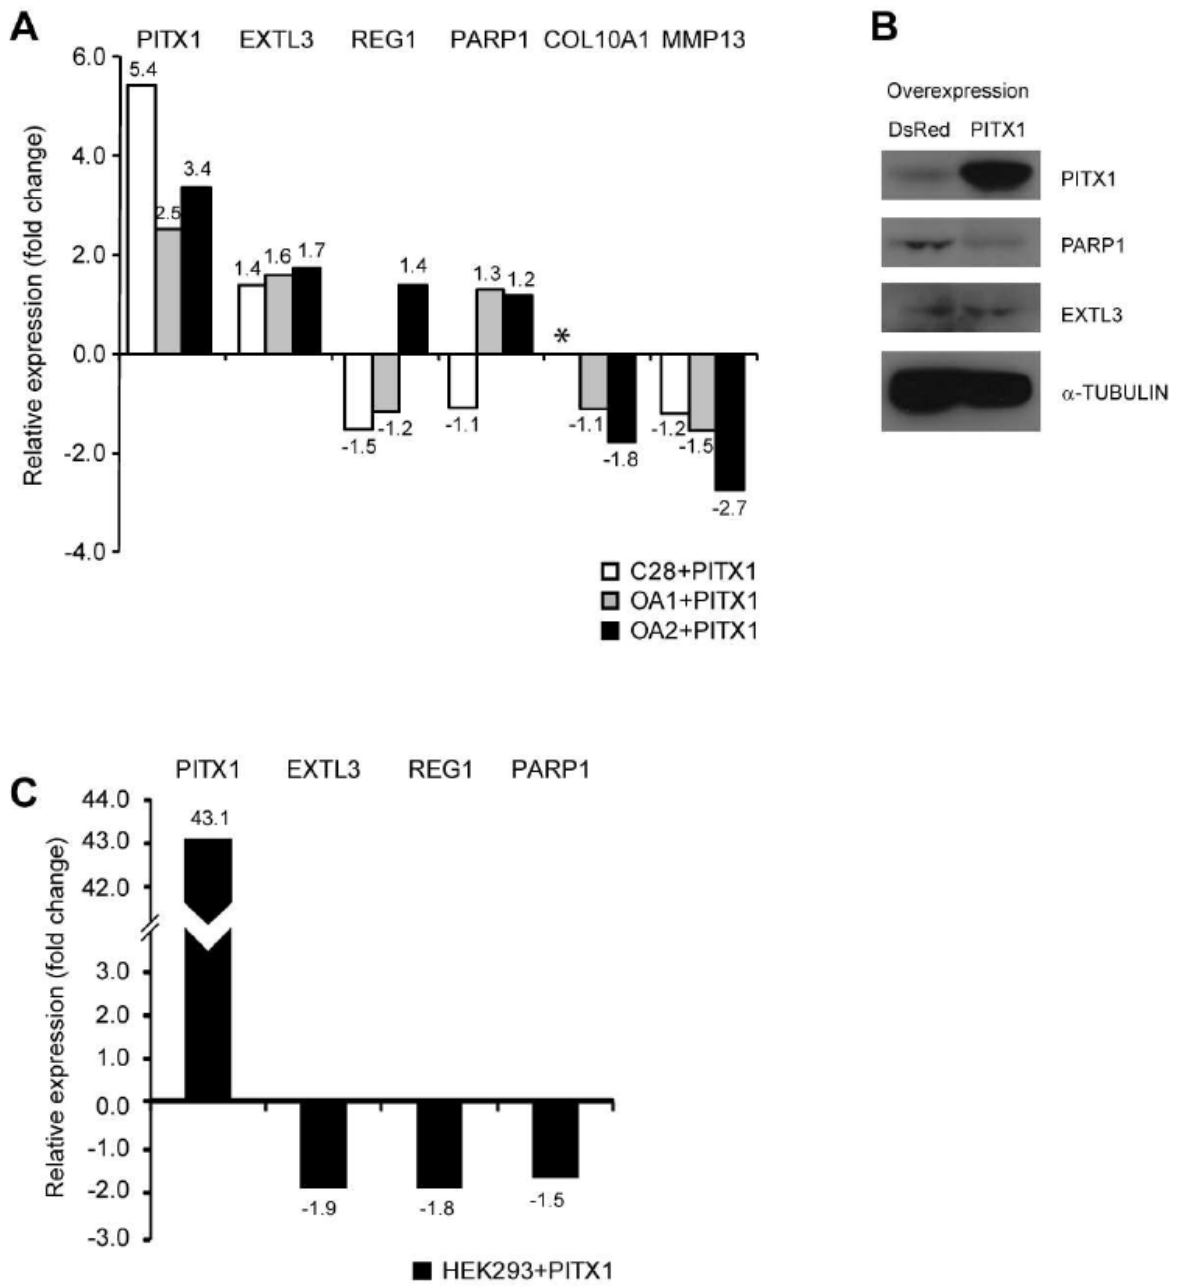 A
PITX1 EXTL3 REG1 PARP1 COL10A1 MMP13
6.0
4.0
2.0
0.0
-2.0
-4.0
Relative expression (fold change)
5.4
2.5
3.4
1.4
1.6
1.7
-1.5
-1.2
1.4
-1.1
1.3
1.2
*
-1.1
-1.8
-1.2
-1.5
-2.7
C28+PITX1
OA1+PITX1
OA2+PITX1
B
Overexpression
DsRed PITX1
PITX1
PARP1
EXTL3
α-TUBULIN
C
PITX1 EXTL3 REG1 PARP1
44.0
43.0
42.0
3.0
2.0
1.0
0.0
-1.0
-2.0
-3.0
Relative expression (fold change)
43.1
-1.9
-1.8
-1.5
HEK293+PITX1